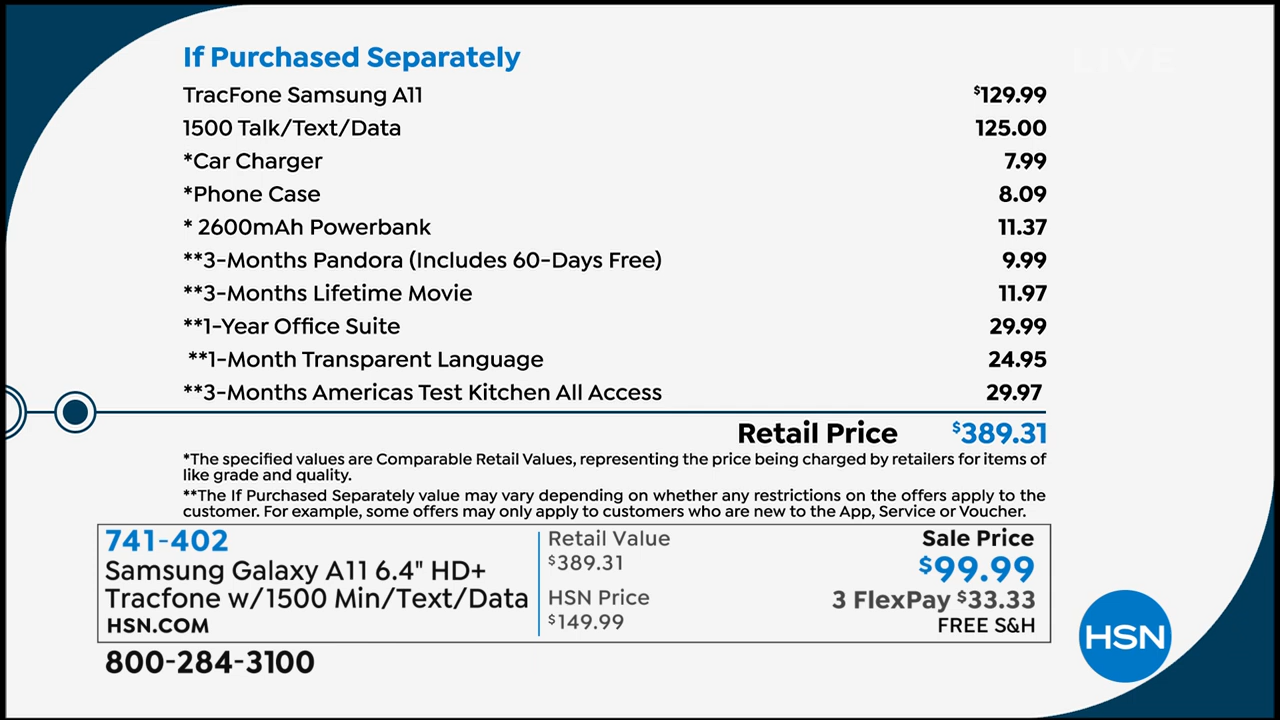 LIVE
If Purchased Separately
TracFone Samsung A11 $129.99
1500 Talk/Text/Data 125.00
*Car Charger 7.99
*Phone Case 8.09
* 2600mAh Powerbank 11.37
**3-Months Pandora (Includes 60-Days Free) 9.99
**3-Months Lifetime Movie 11.97
**1-Year Office Suite 29.99
**1-Month Transparent Language 24.95
**3-Months Americas Test Kitchen All Access 29.97
Retail Price $389.31
*The specified values are Comparable Retail Values, representing the price being charged by retailers for items of
like grade and quality.
**The If Purchased Separately value may vary depending on whether any restrictions on the offers apply to the
customer. For example, some offers may only apply to customers who are new to the App, Service or Voucher.
741-402
Samsung Galaxy A11 6.4" HD+
Tracfone w/1500 Min/Text/Data
HSN.COM
Retail Value
$389.31
HSN Price
$149.99
Sale Price
$99.99
3 FlexPay $33.33
FREE S&H
HSN
800-284-3100